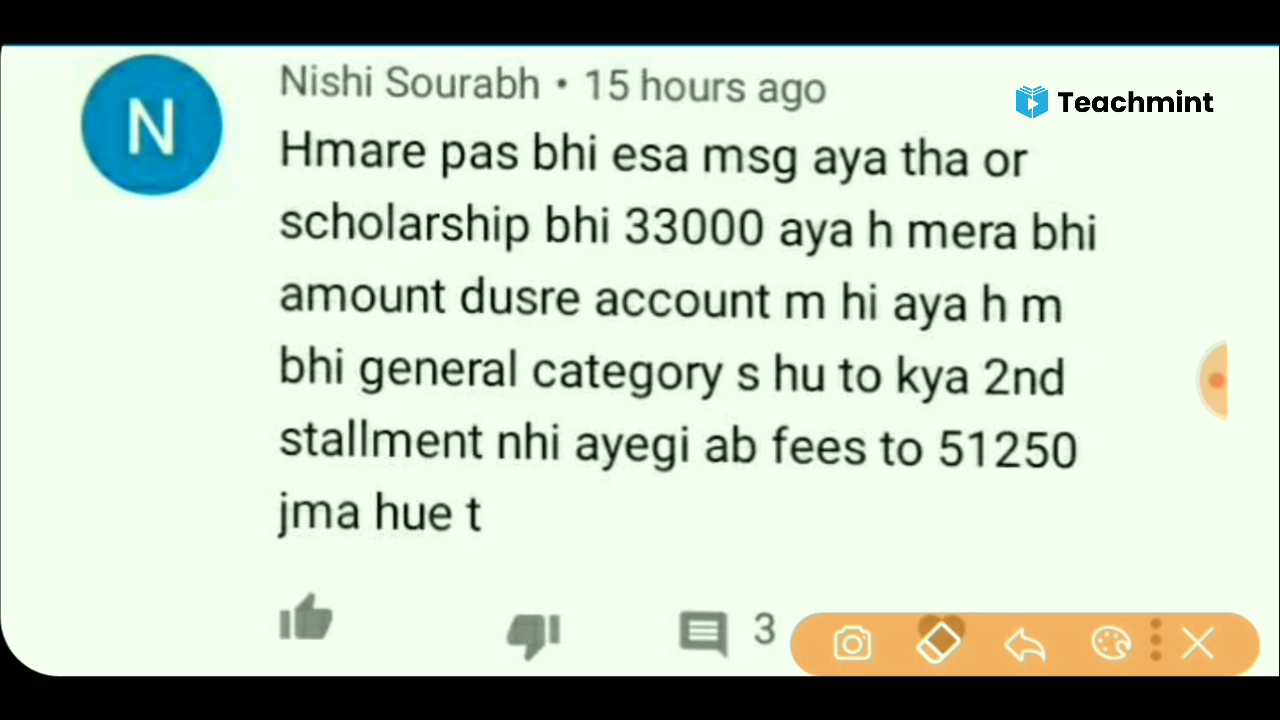 Nishi Sourabh • 15 hours ago
Teachmint
N
Hmare pas bhi esa msg aya tha or
scholarship bhi 33000 aya h mera bhi
amount dusre account m hi aya h m
bhi general category s hu to kya 2nd
stallment nhi ayegi ab fees to 51250
jma hue t
3